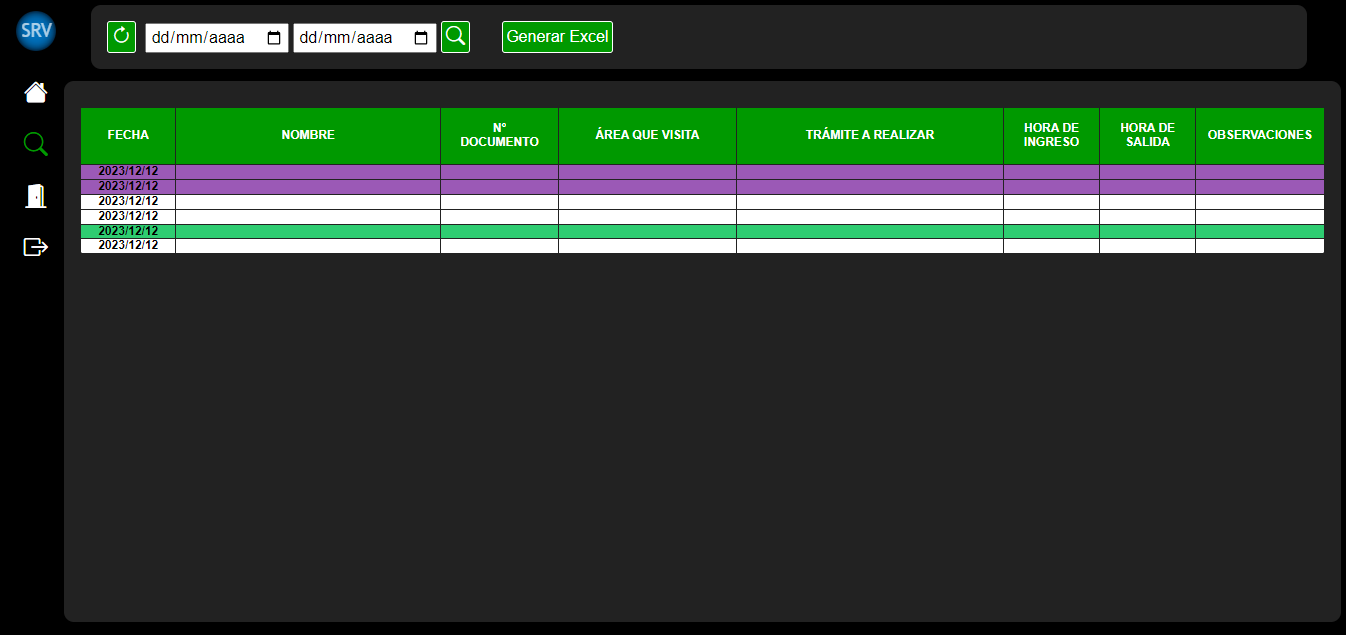 SRV
dd/mm/aaaa dd/mm/aaaa Generar Excel
FECHA NOMBRE Nº DOCUMENTO ÁREA QUE VISITA TRÁMITE A REALIZAR HORA DE INGRESO HORA DE SALIDA OBSERVACIONES
2023/12/12
2023/12/12
2023/12/12
2023/12/12
2023/12/12
2023/12/12